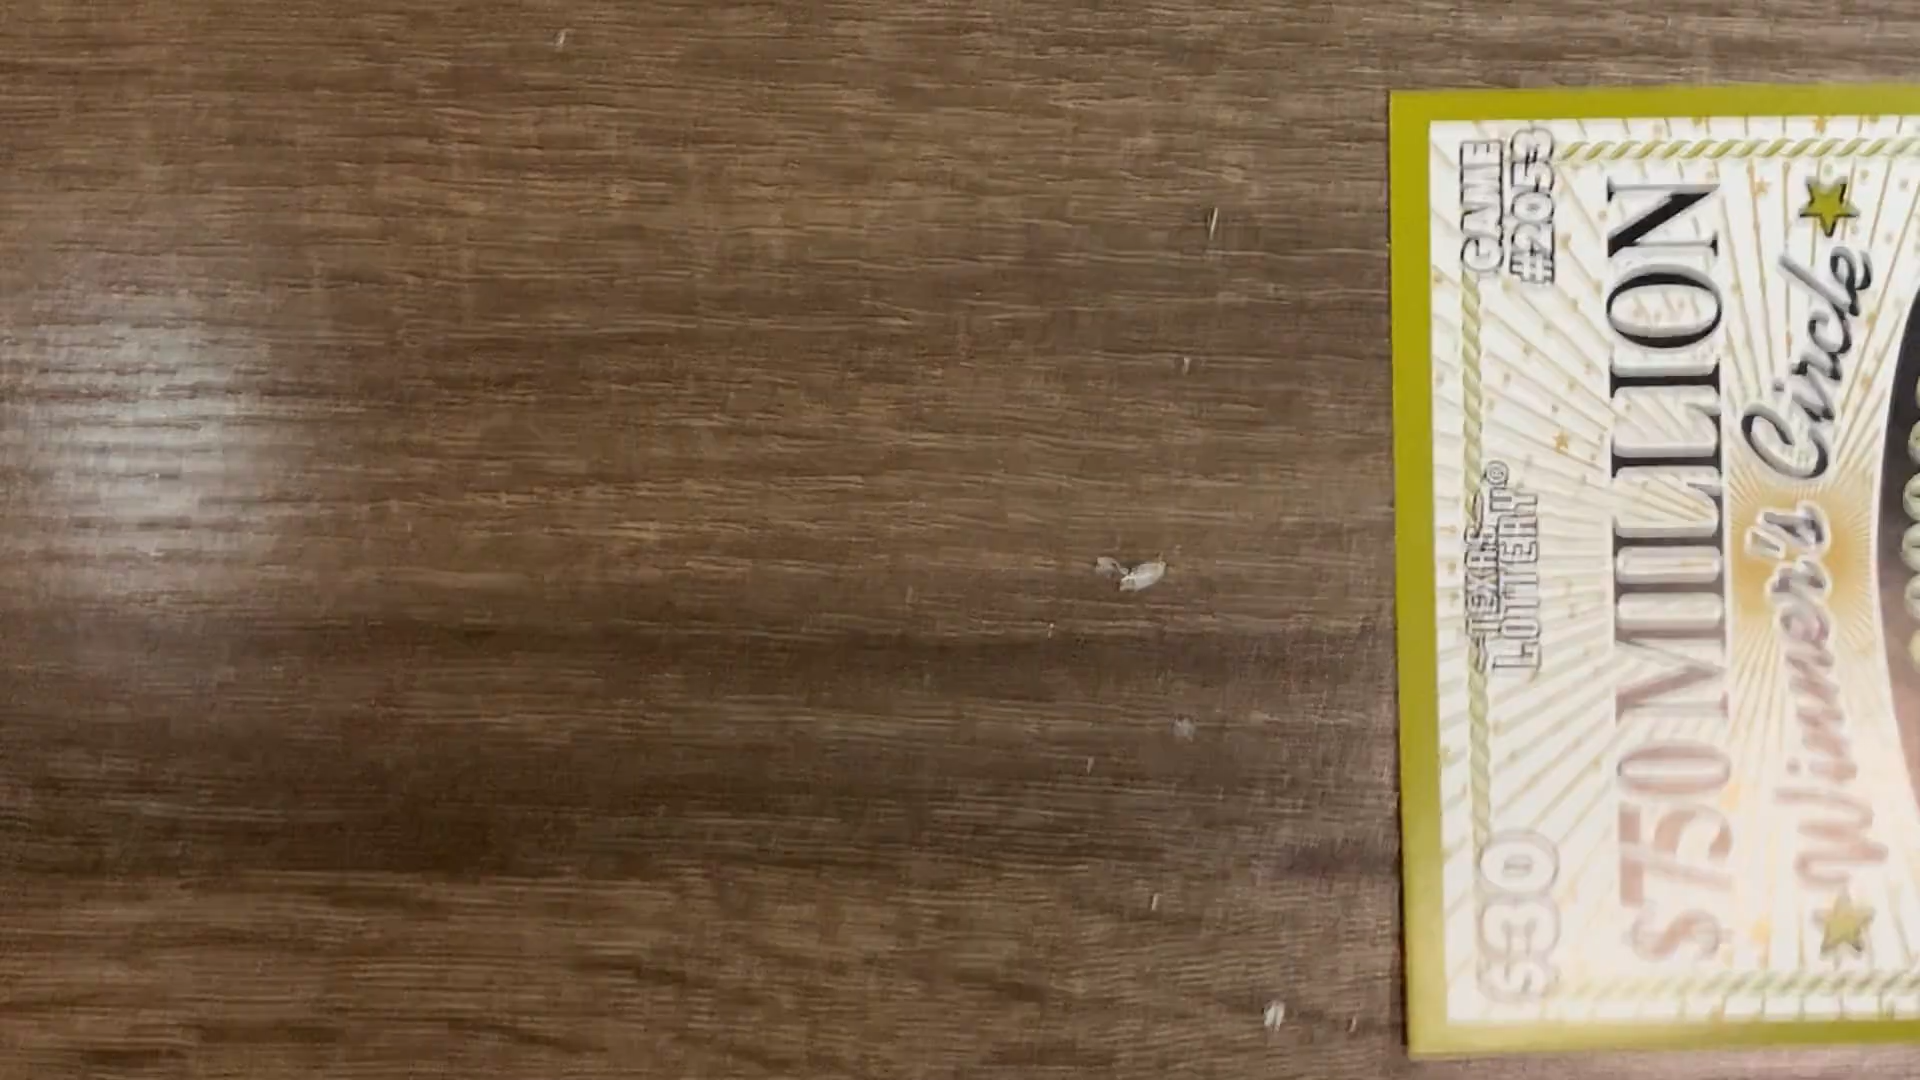 $30
TEXAS
LOTTERY®
GAME
#2053
$750 MILLION
Winner's Circle